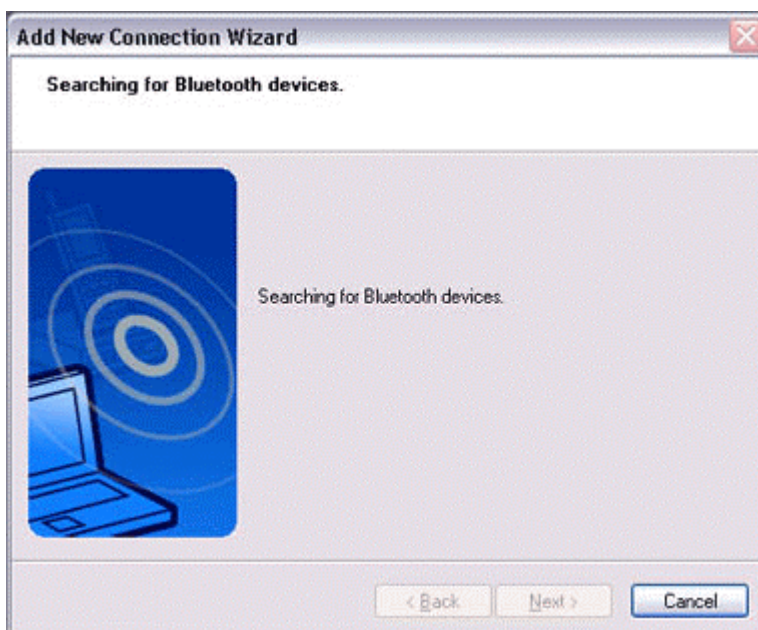 Add New Connection Wizard
Searching for Bluetooth devices.
Searching for Bluetooth devices.
< Back
Next >
Cancel